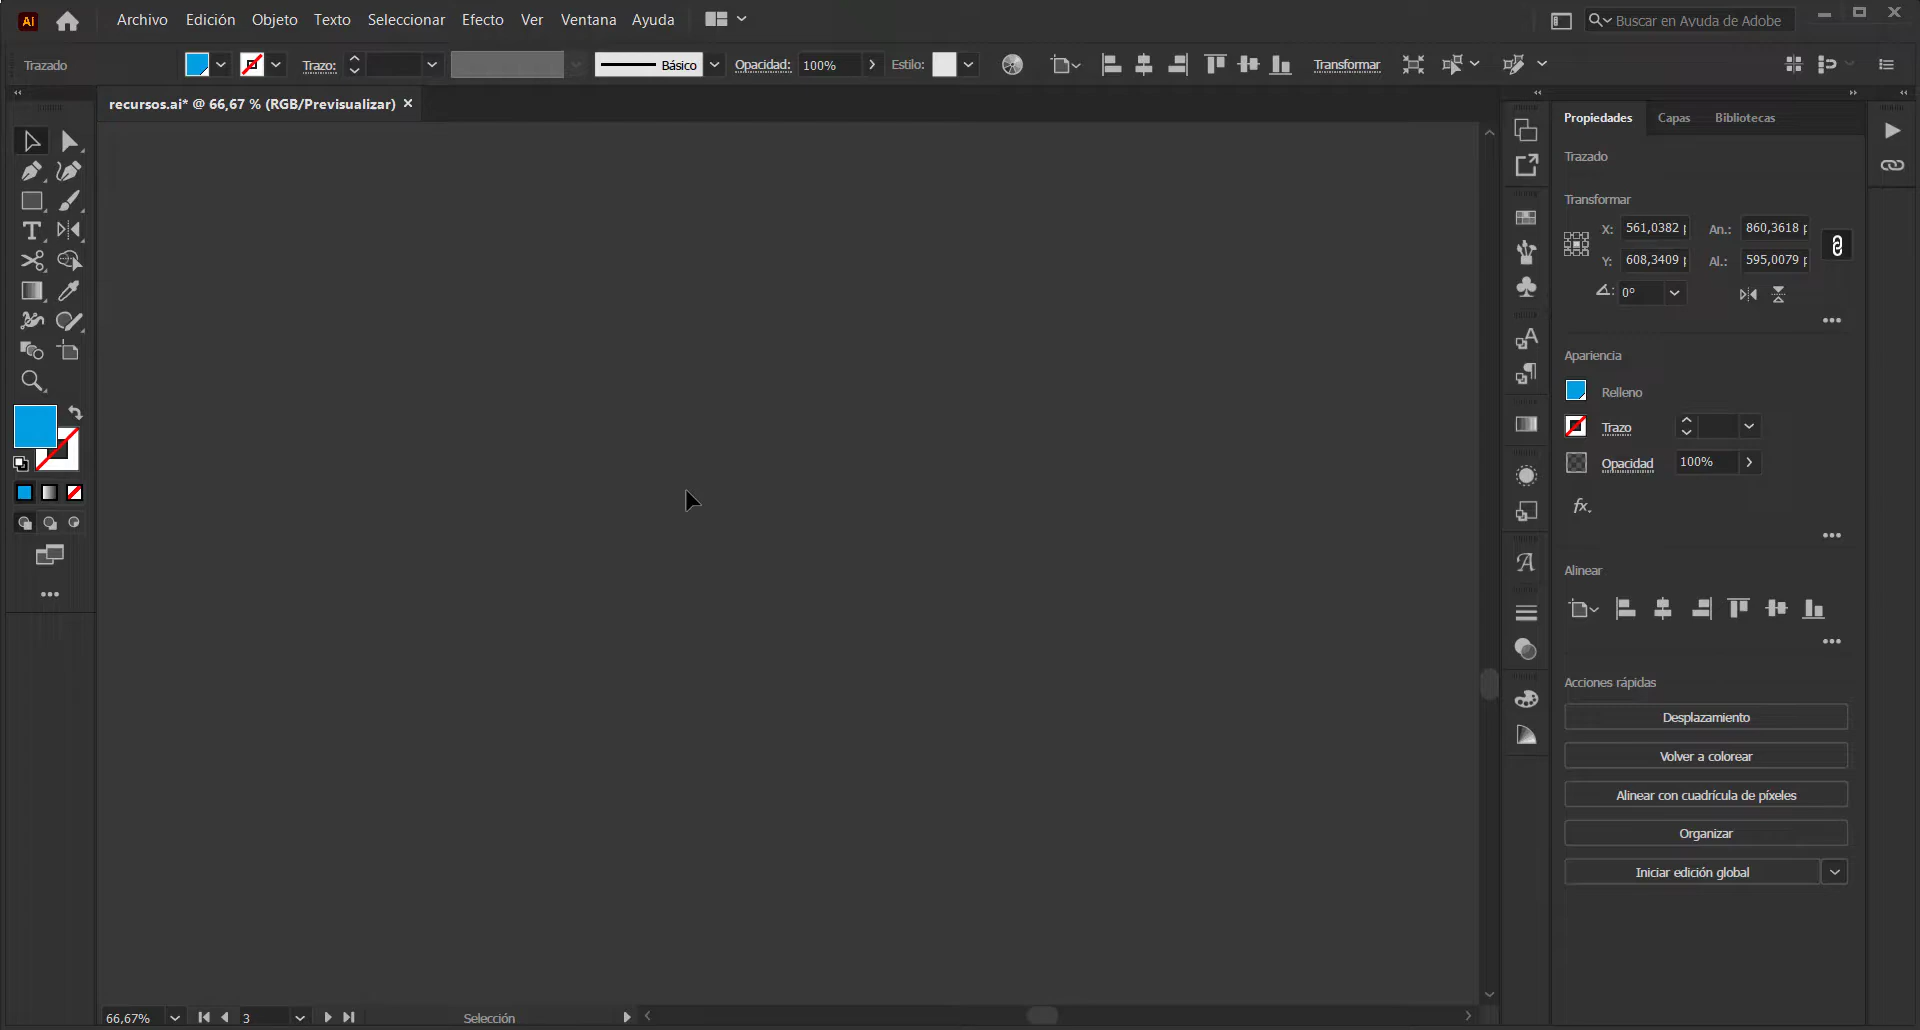 Ai
Archivo Edición Objeto Texto Seleccionar Efecto Ver Ventana Ayuda
Buscar en Ayuda de Adobe
Trazado Trazo: Básico Opacidad: 100% Estilo: Transformar
recursos.ai* @ 66,67 % (RGB/Previsualizar) ×
Propiedades Capas Bibliotecas
Trazado
Transformar
X: 561,0382 p An.: 860,3618 p
Y: 608,3409 p Al.: 595,0079 p
0°
Apariencia
Relleno
Trazo
Opacidad 100%
fx
Alinear
Acciones rápidas
Desplazamiento
Volver a colorear
Alinear con cuadrícula de píxeles
Organizar
Iniciar edición global
66,67% 3 Selección